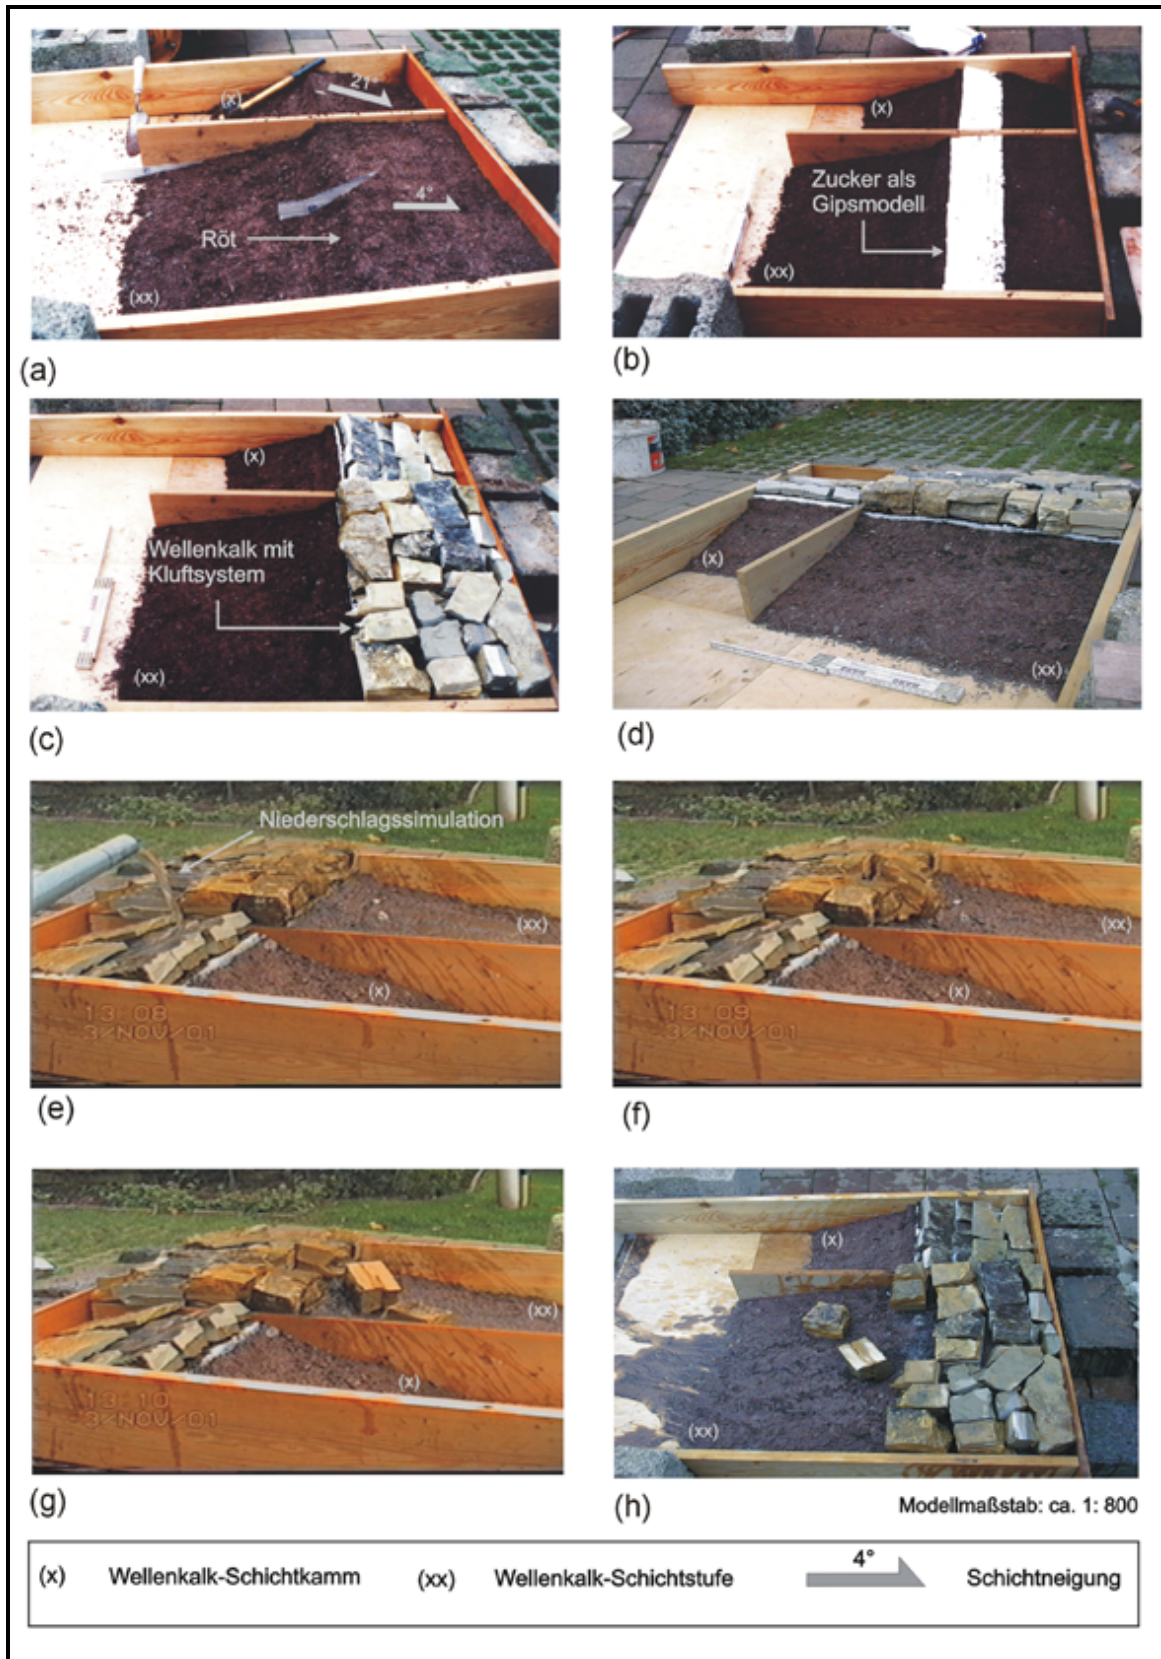 (x)
21°
4°
Röt
(xx)
(a)
(x)
Zucker als
Gipsmodell
(xx)
(b)
(x)
Wellenkalk mit
Kluftsystem
(xx)
(c)
(x)
(xx)
(d)
Niederschlagssimulation
(xx)
(x)
13 08
3/NOV/01
(e)
(xx)
(x)
13 09
3/NOV/01
(f)
(xx)
(x)
13 10
3/NOV/01
(g)
(x)
(xx)
(h)
Modellmaßstab: ca. 1: 800
4°
(x) Wellenkalk-Schichtkamm (xx) Wellenkalk-Schichtstufe Schichtneigung